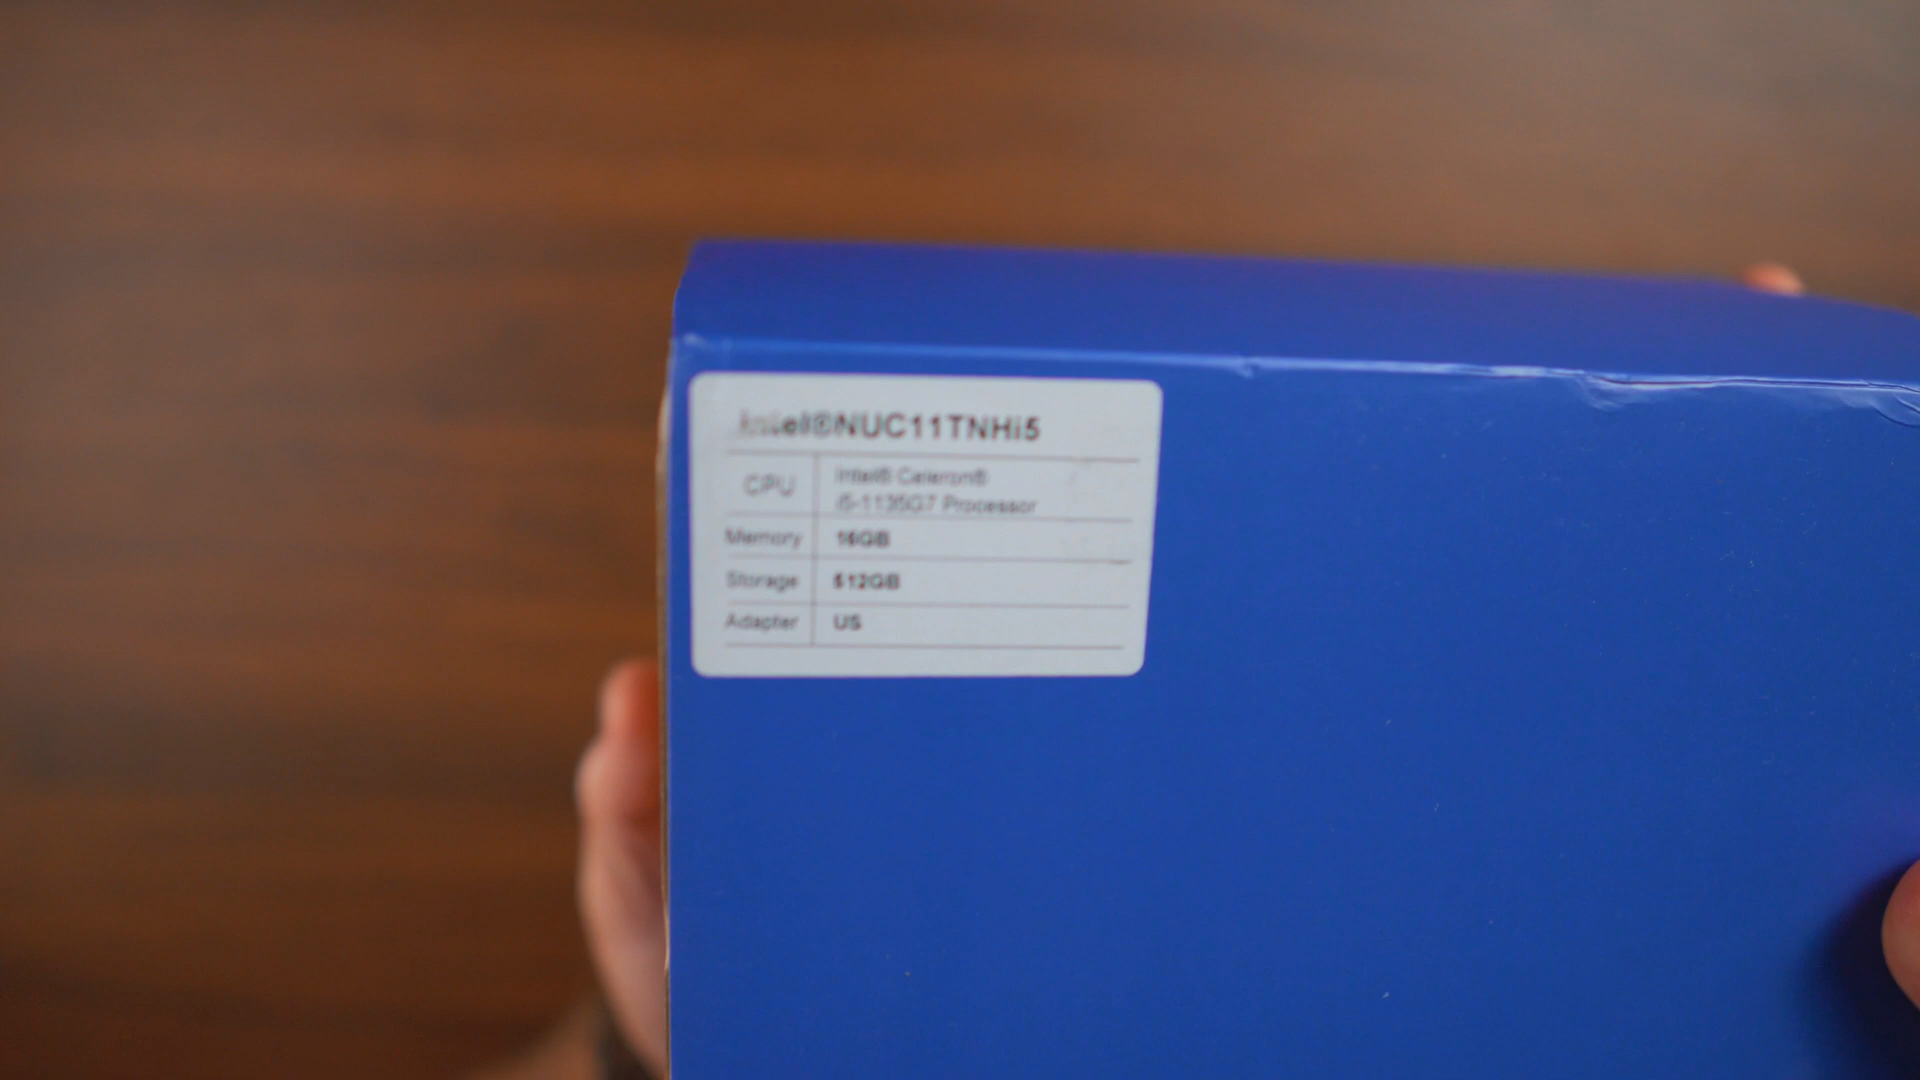 Intel®NUC11TNHi5
CPU
Intel® Celeron®
i5-1135G7 Processor
Memory 16GB
Storage 512GB
Adapter US